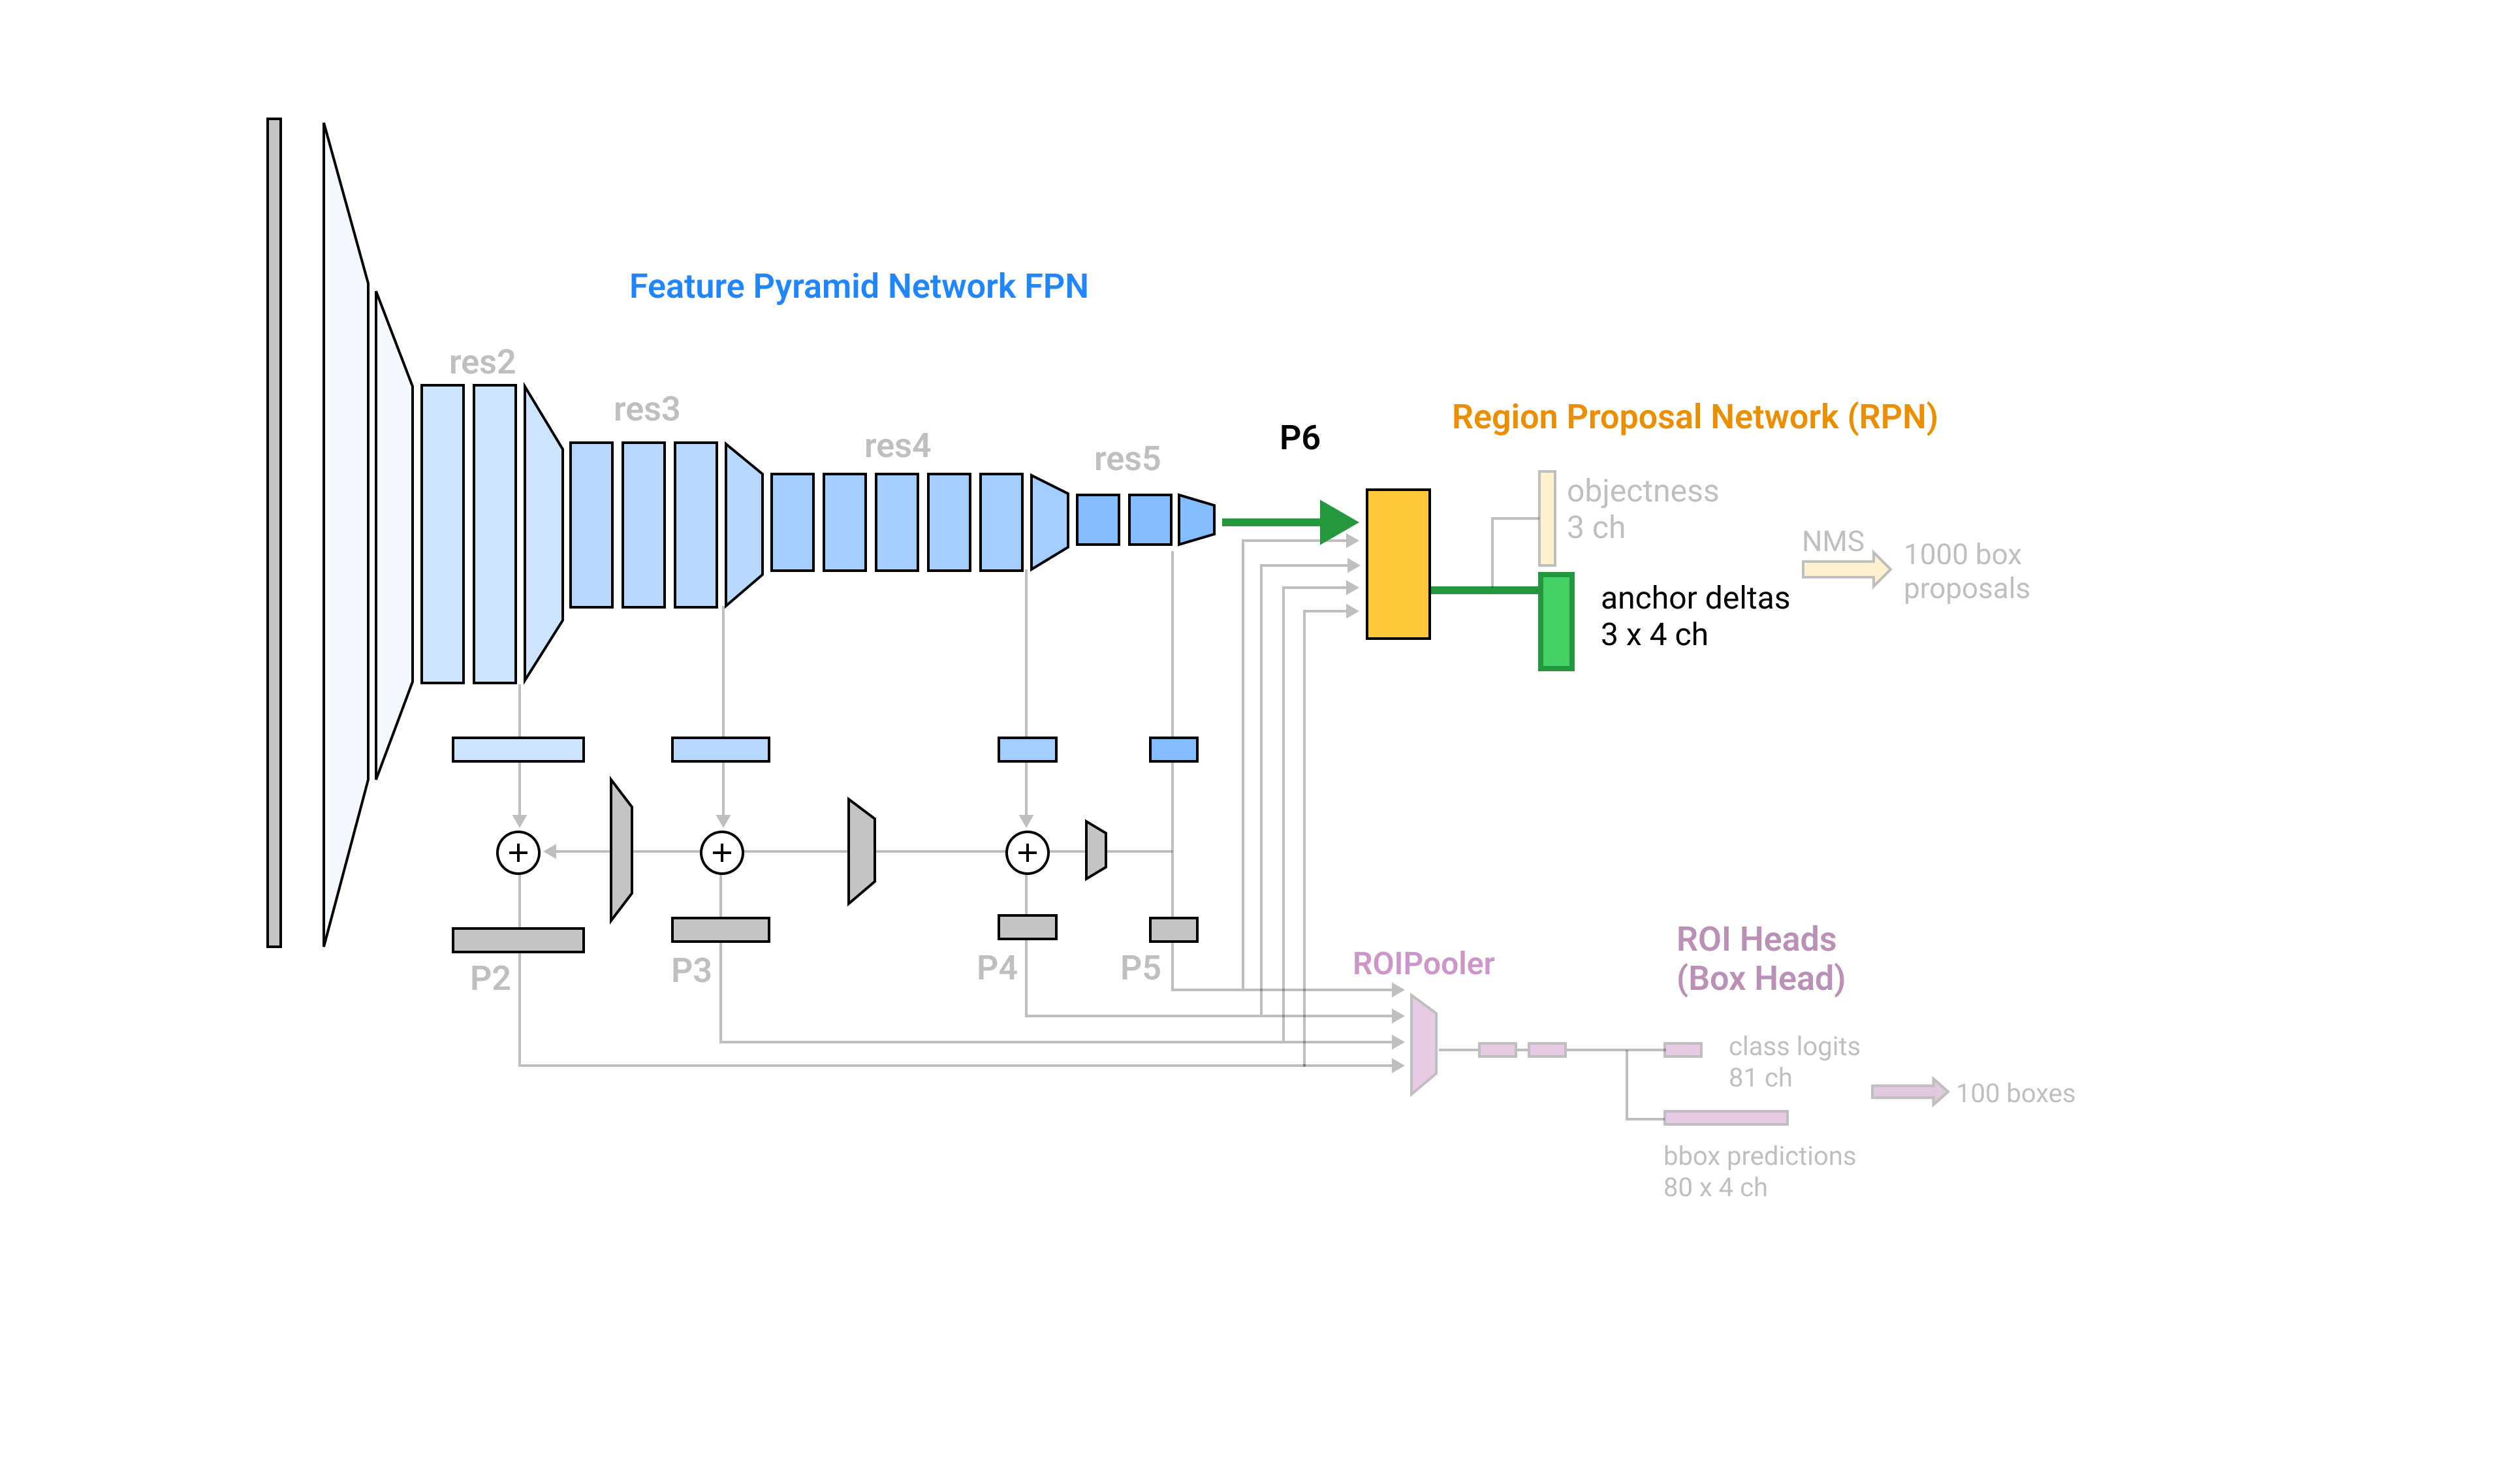 Feature Pyramid Network FPN
res2
res3
res4
res5
P6
Region Proposal Network (RPN)
objectness
3 ch
NMS
1000 box
proposals
anchor deltas
3 x 4 ch
+
+
+
P2
P3
P4
P5
ROIPooler
ROI Heads
(Box Head)
class logits
81 ch
100 boxes
bbox predictions
80 x 4 ch